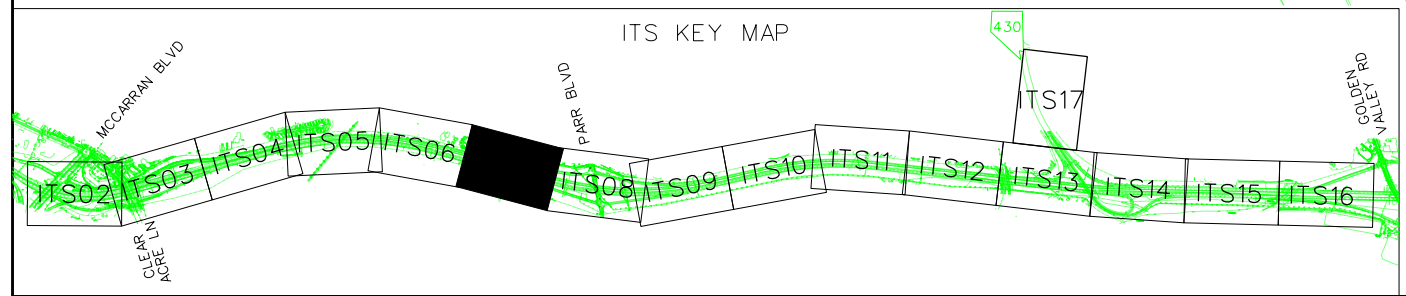 ITS KEY MAP
430
MCCARRAN BLVD
PARR BLVD
GOLDEN
VALLEY RD
ITS17
ITS02
ITS03
ITS04
ITS05
ITS06
ITS08
ITS09
ITS10
ITS11
ITS12
ITS13
ITS14
ITS15
ITS16
CLEAR
ACRE LN